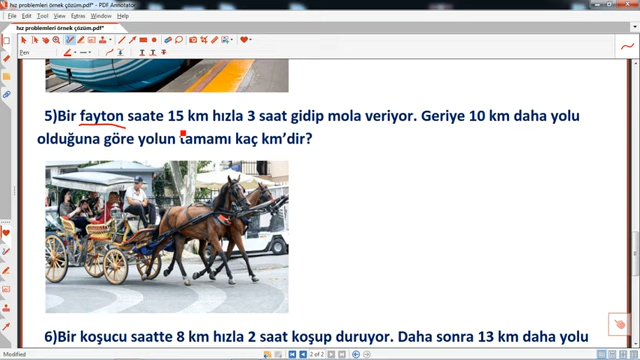 hız problemleri örnek çözüm.pdf* - PDF Annotator
File Edit Tool View Zoom Extras Window Help
hız problemleri örnek çözüm.pdf*
Pen
5)Bir fayton saate 15 km hızla 3 saat gidip mola veriyor. Geriye 10 km daha yolu
olduğuna göre yolun tamamı kaç km’dir?
6)Bir koşucu saatte 8 km hızla 2 saat koşup duruyor. Daha sonra 13 km daha yolu
Modified
2 of 2